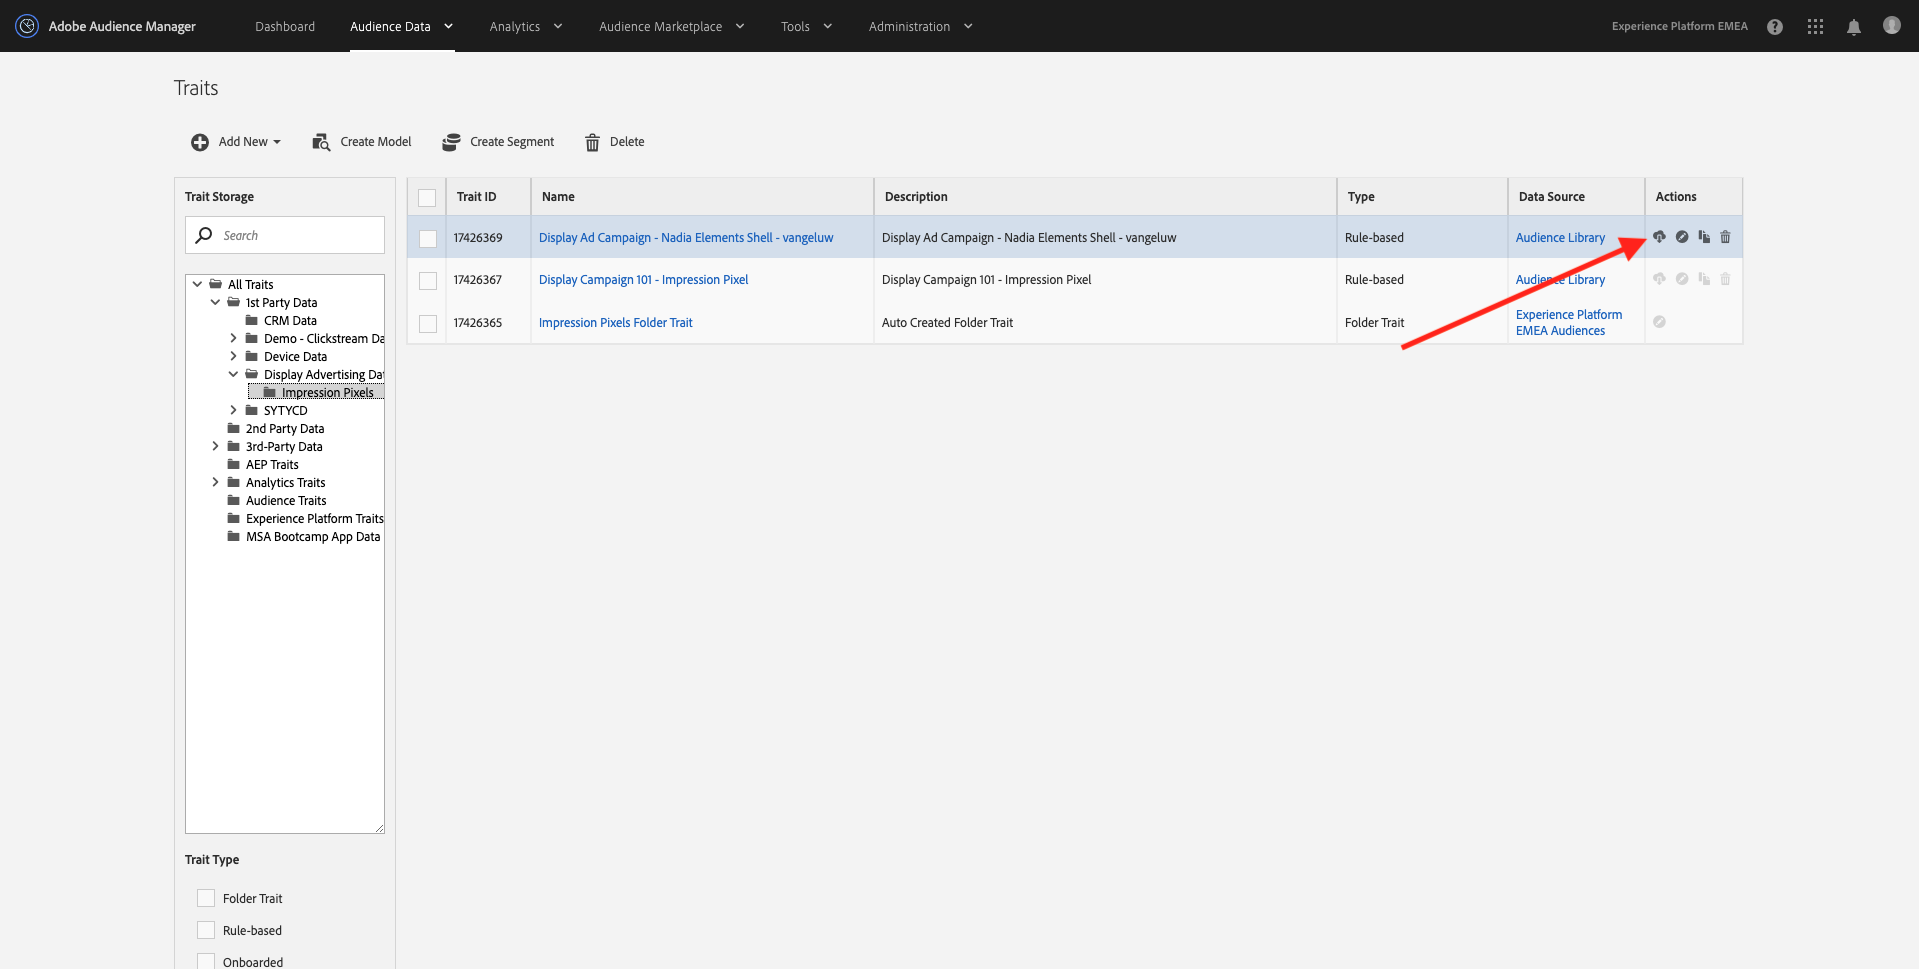 Adobe Audience Manager
Dashboard
Audience Data
Analytics
Audience Marketplace
Tools
Administration
Experience Platform EMEA
Traits
Add New
Create Model
Create Segment
Delete
Trait Storage
Search
All Traits
1st Party Data
CRM Data
Demo - Clickstream Da
Device Data
Display Advertising Dat
Impression Pixels
SYTYCD
2nd Party Data
3rd-Party Data
AEP Traits
Analytics Traits
Audience Traits
Experience Platform Traits
MSA Bootcamp App Data
Trait Type
Folder Trait
Rule-based
Onboarded
Trait ID Name Description Type Data Source Actions
17426369 Display Ad Campaign - Nadia Elements Shell - vangeluw Display Ad Campaign - Nadia Elements Shell - vangeluw Rule-based Audience Library
17426367 Display Campaign 101 - Impression Pixel Display Campaign 101 - Impression Pixel Rule-based Audience Library
17426365 Impression Pixels Folder Trait Auto Created Folder Trait Folder Trait Experience Platform
EMEA Audiences